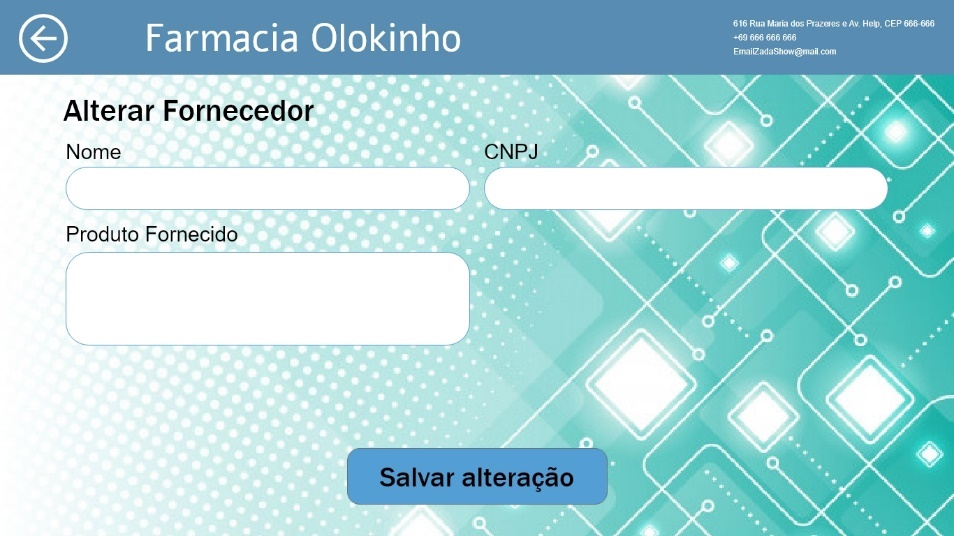 Farmacia Olokinho
616 Rua Maria dos Prazeres e Av. Help, CEP 666-666
+69 666 666 666
EmailZadaShow@mail.com
Alterar Fornecedor
Nome
CNPJ
Produto Fornecido
Salvar alteração